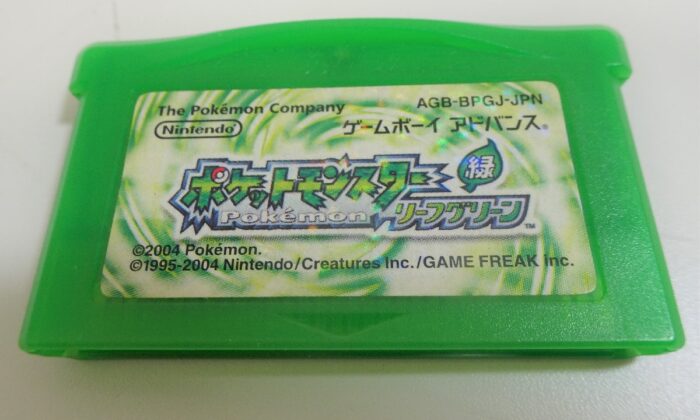 The Pokémon Company
AGB-BPGJ-JPN
Nintendo
ゲームボーイ アドバンス
ポケットモンスター
緑
Pokémon
リーフグリーン
TM
©2004 Pokémon.
©1995-2004 Nintendo/Creatures inc./GAME FREAK inc.